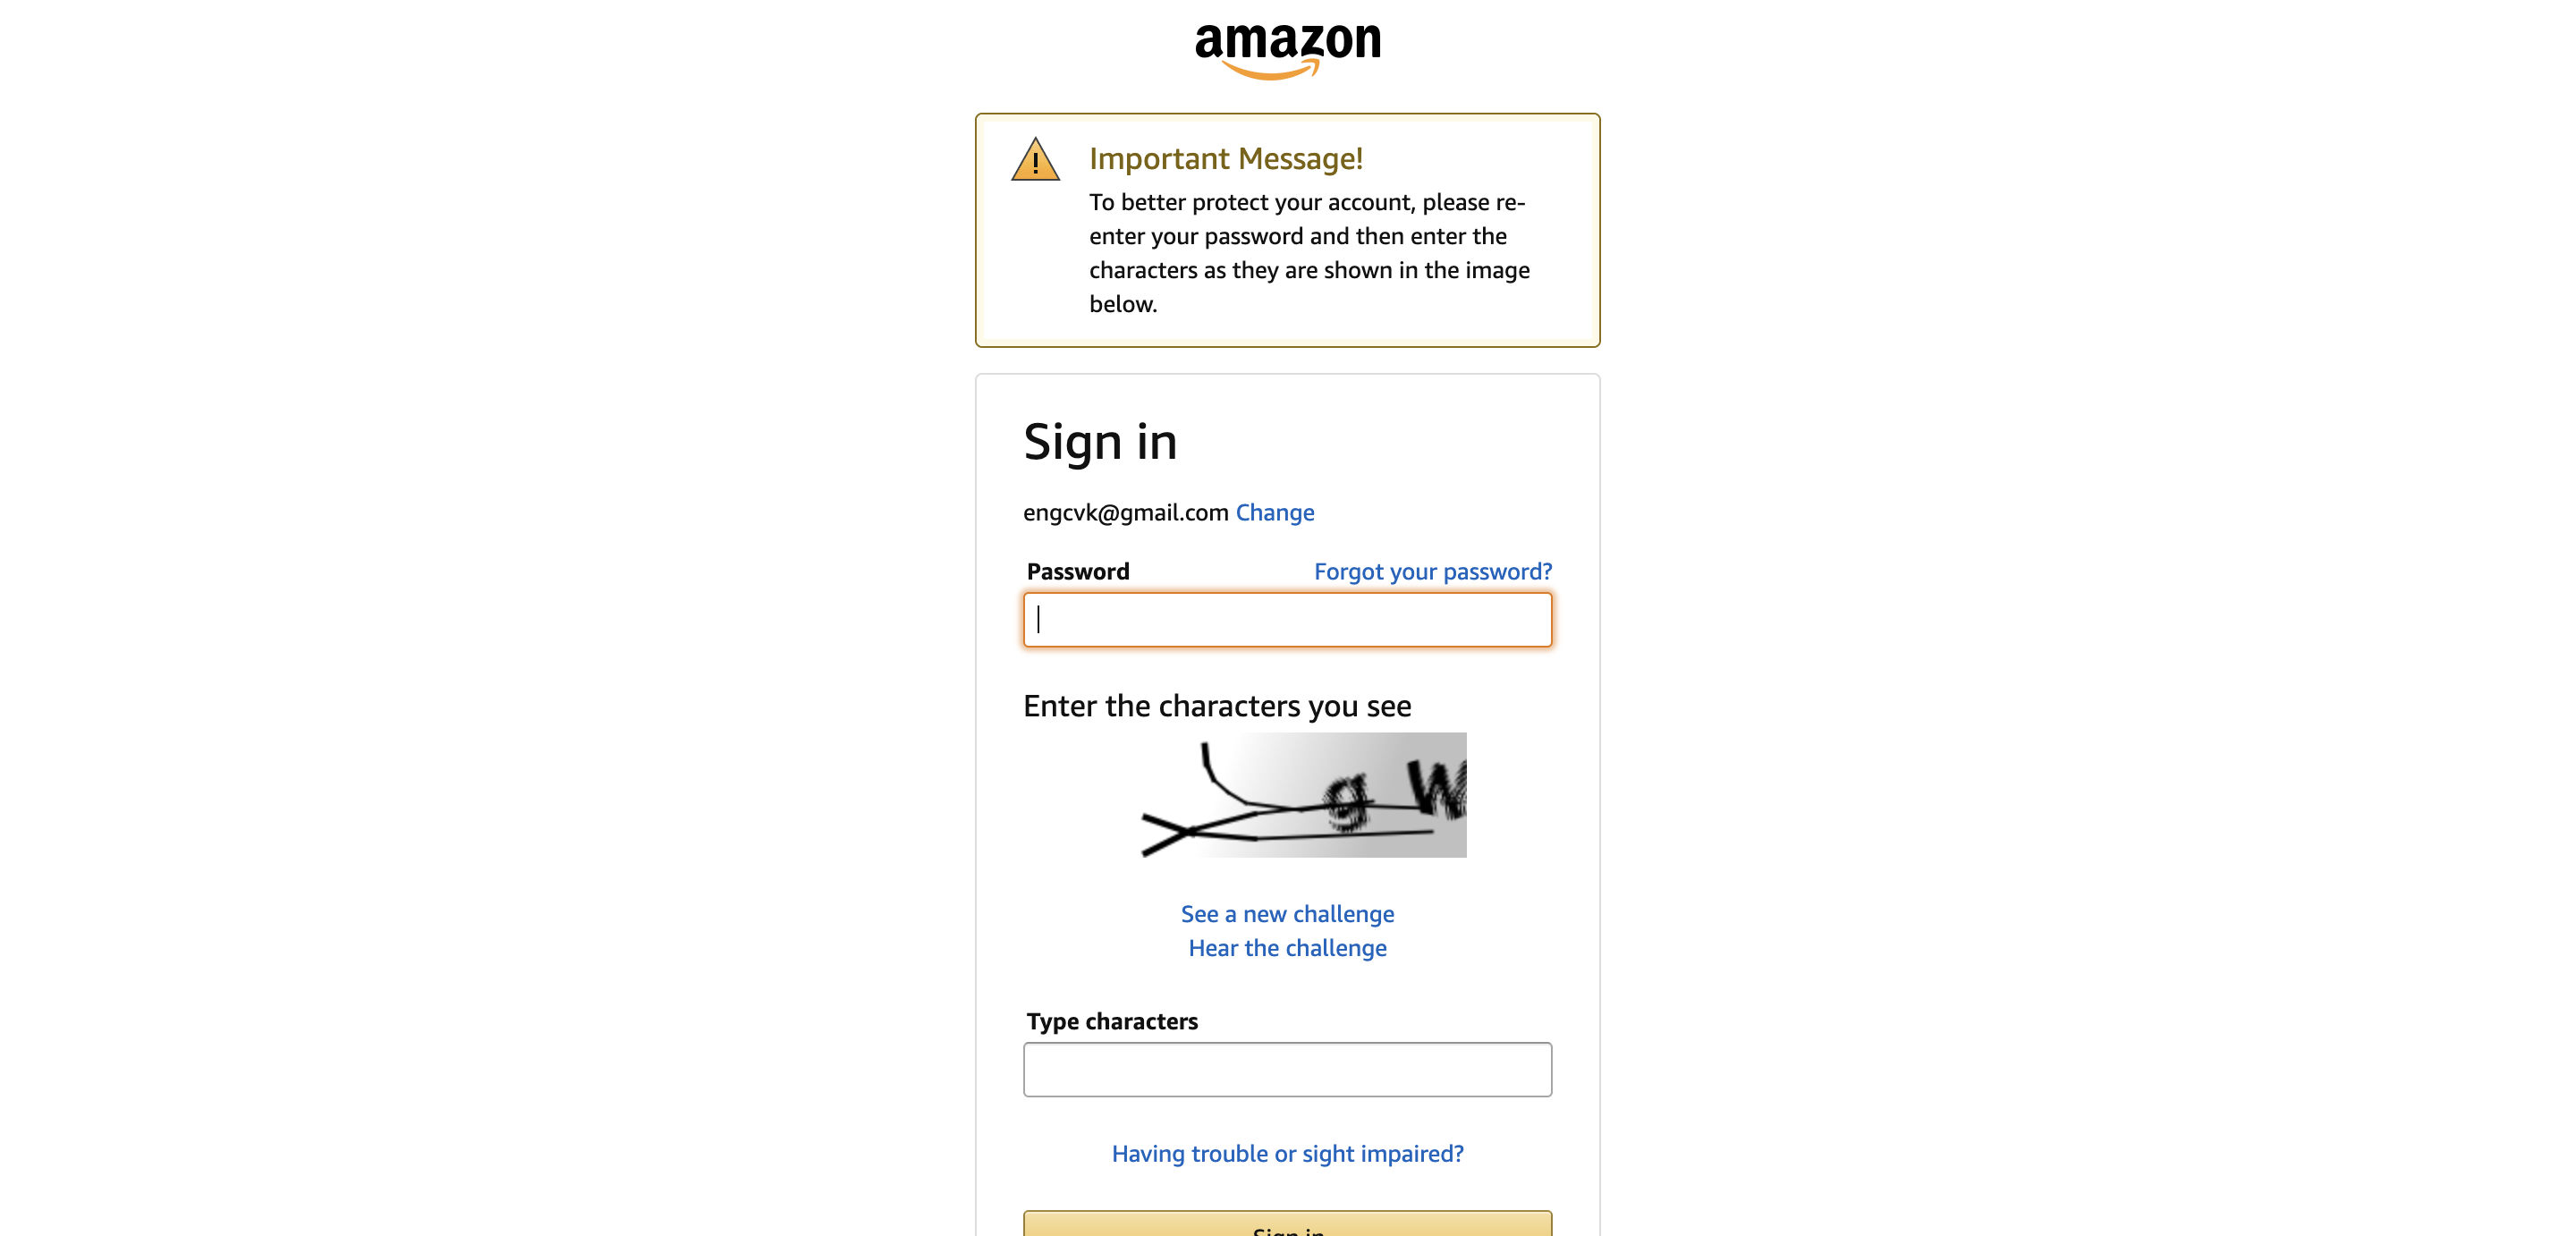 amazon
Important Message!
To better protect your account, please re-
enter your password and then enter the
characters as they are shown in the image
below.
Sign in
engcvk@gmail.com Change
Password Forgot your password?
Enter the characters you see
See a new challenge
Hear the challenge
Type characters
Having trouble or sight impaired?
Sign in